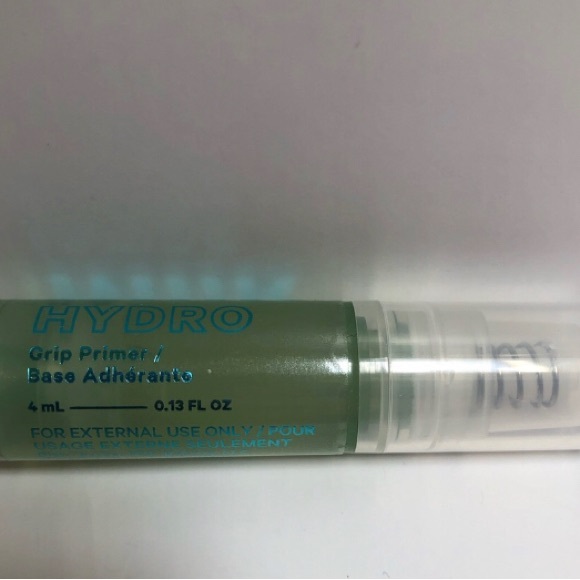 HYDRO
Grip Primer /
Base Adhérante
4 mL 0.13 FL OZ
FOR EXTERNAL USE ONLY / POUR
USAGE EXTERNE SEULEMENT